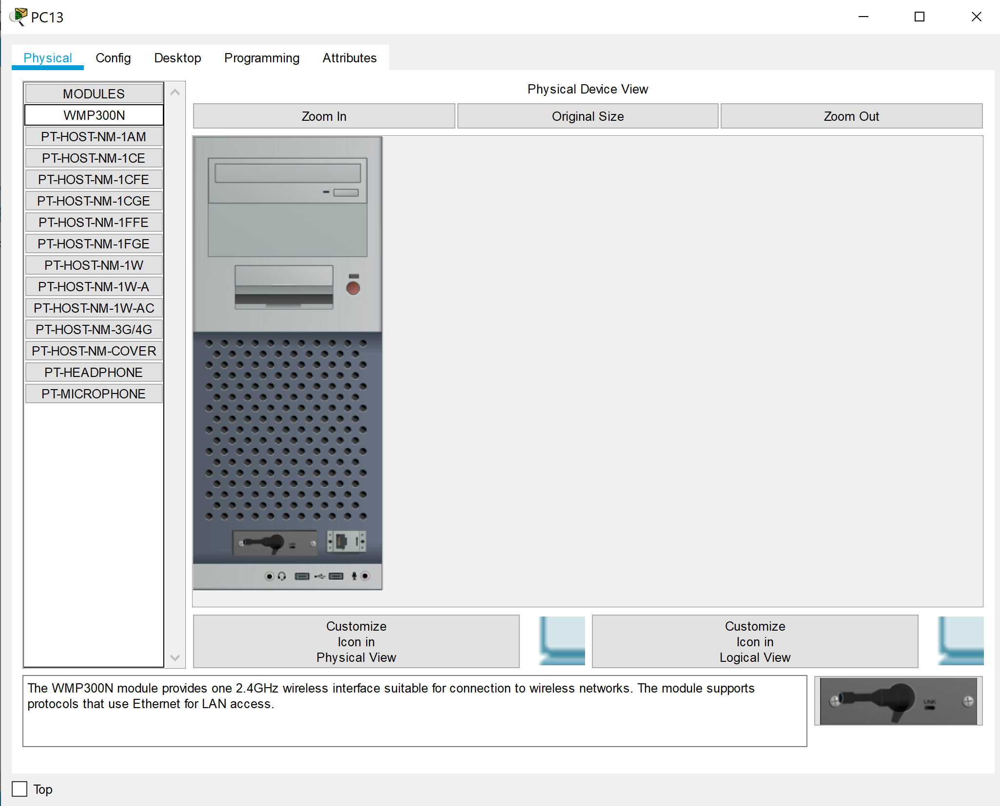 PC13
Physical
Config
Desktop
Programming
Attributes
MODULES
WMP300N
PT-HOST-NM-1AM
PT-HOST-NM-1CE
PT-HOST-NM-1CFE
PT-HOST-NM-1CGE
PT-HOST-NM-1FFE
PT-HOST-NM-1FGE
PT-HOST-NM-1W
PT-HOST-NM-1W-A
PT-HOST-NM-1W-AC
PT-HOST-NM-3G/4G
PT-HOST-NM-COVER
PT-HEADPHONE
PT-MICROPHONE
Physical Device View
Zoom In
Original Size
Zoom Out
Customize
Icon in
Physical View
Customize
Icon in
Logical View
The WMP300N module provides one 2.4GHz wireless interface suitable for connection to wireless networks. The module supports
protocols that use Ethernet for LAN access.
LINK
Top